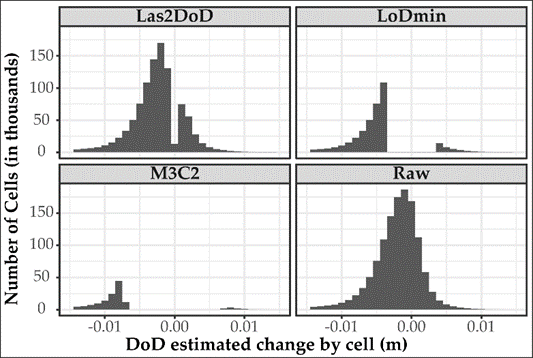 Las2DoD LoDmin
150
100
50
0
M3C2 Raw
150
100
50
0
-0.01 0.00 0.01 -0.01 0.00 0.01
Number of Cells (in thousands)
DoD estimated change by cell (m)